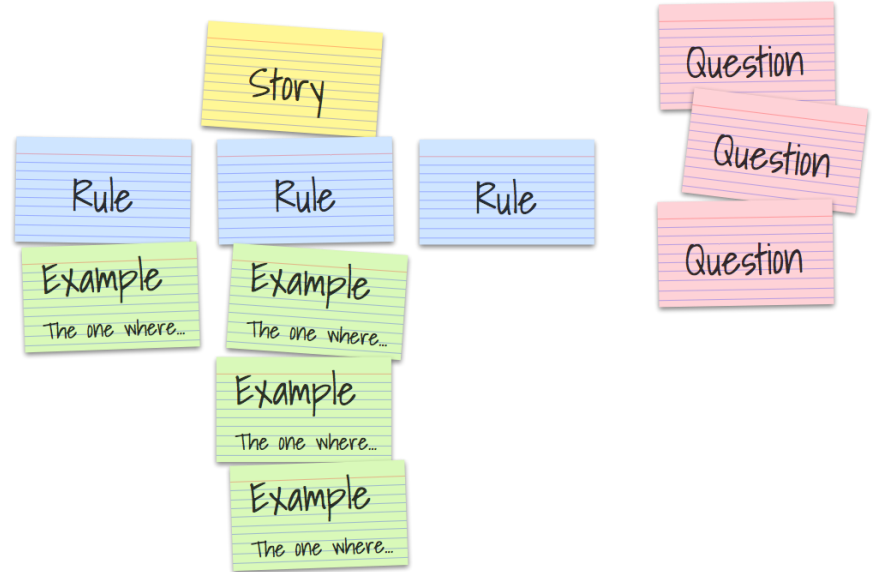 Story
Question
Question
Question
Rule
Rule
Rule
Example
The one where...
Example
The one where...
Example
The one where...
Example
The one where...